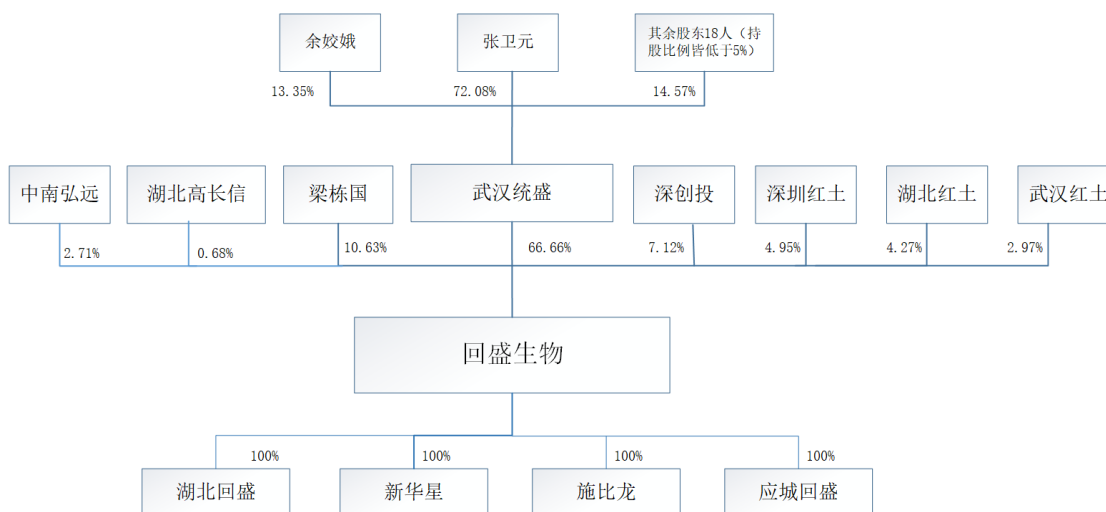 余姣娥
张卫元
其余股东18人（持
股比例皆低于5%）
13.35%
72.08%
14.57%
中南弘远
湖北高长信
梁栋国
武汉统盛
深创投
深圳红土
湖北红土
武汉红土
2.71%
0.68%
10.63%
66.66%
7.12%
4.95%
4.27%
2.97%
回盛生物
100%
100%
100%
100%
湖北回盛
新华星
施比龙
应城回盛